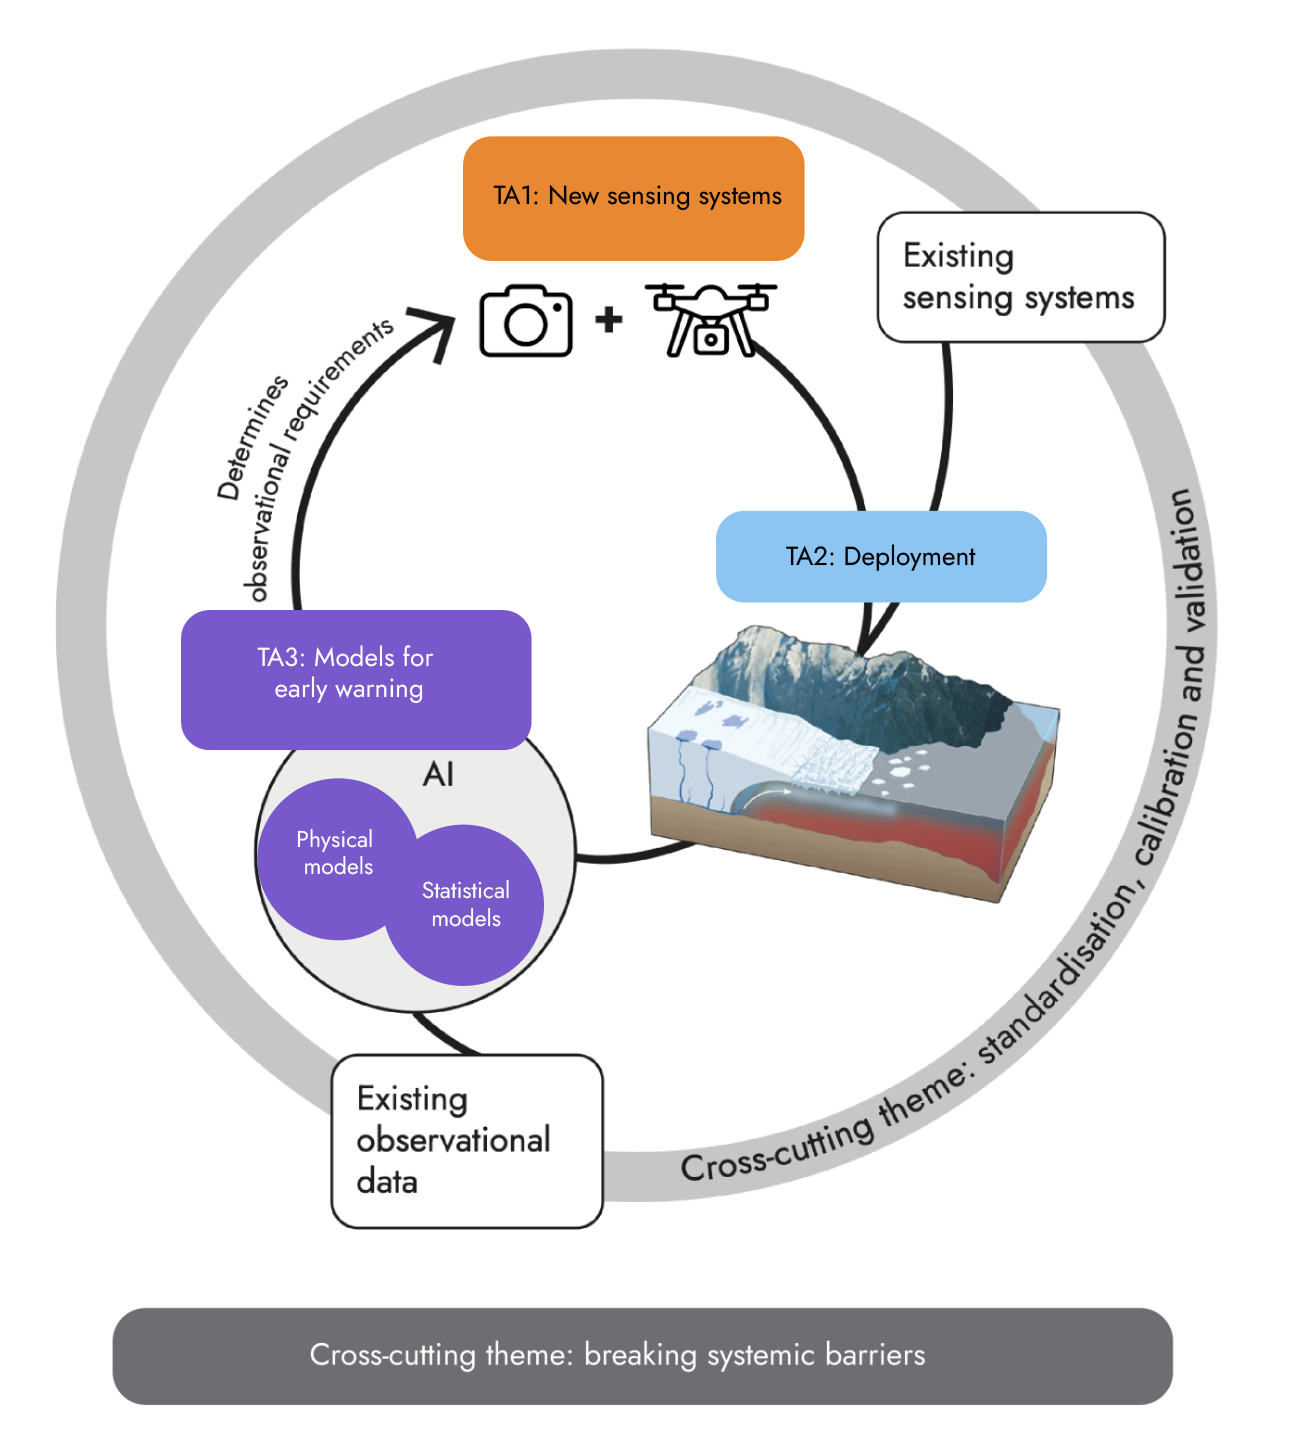 TA1: New sensing systems
Existing
sensing systems
Determines
observational requirements
TA2: Deployment
TA3: Models for
early warning
AI
Physical
models
Statistical
models
Existing
observational
data
Cross-cutting theme: standardisation, calibration and validation
Cross-cutting theme: breaking systemic barriers